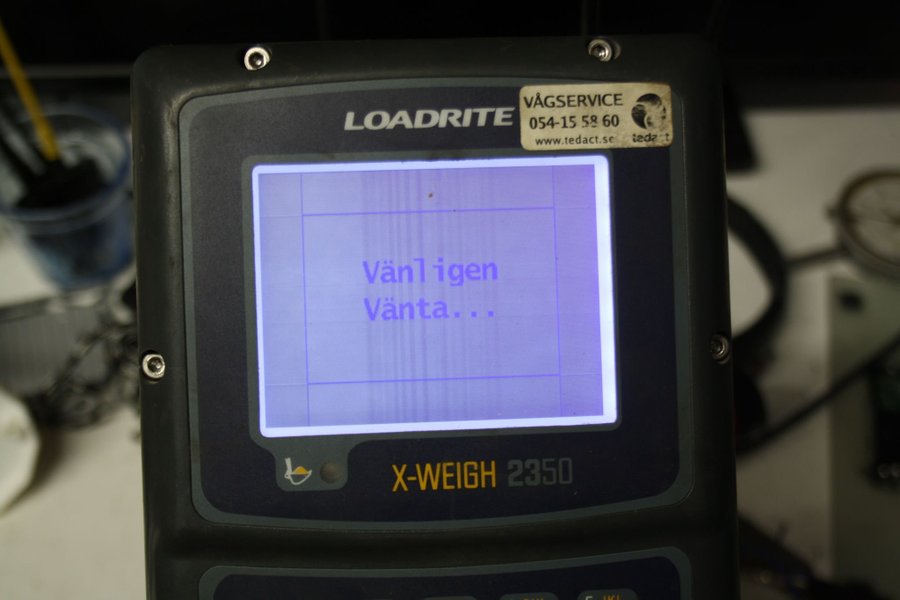 LOADRITE
VÅGSERVICE
054-15 58 60
www.tedact.se
tedact
Vänligen
Vänta...
X-WEIGH 2350